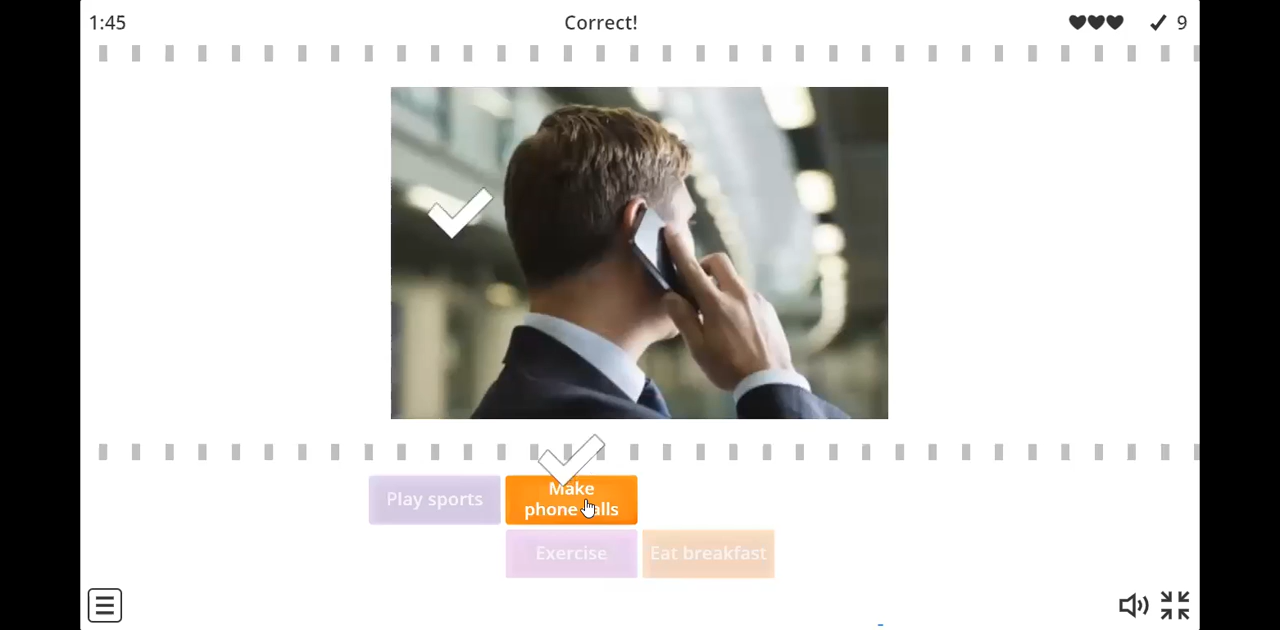 1:45
Correct!
9
Play sports
Make
phone calls
Exercise
Eat breakfast